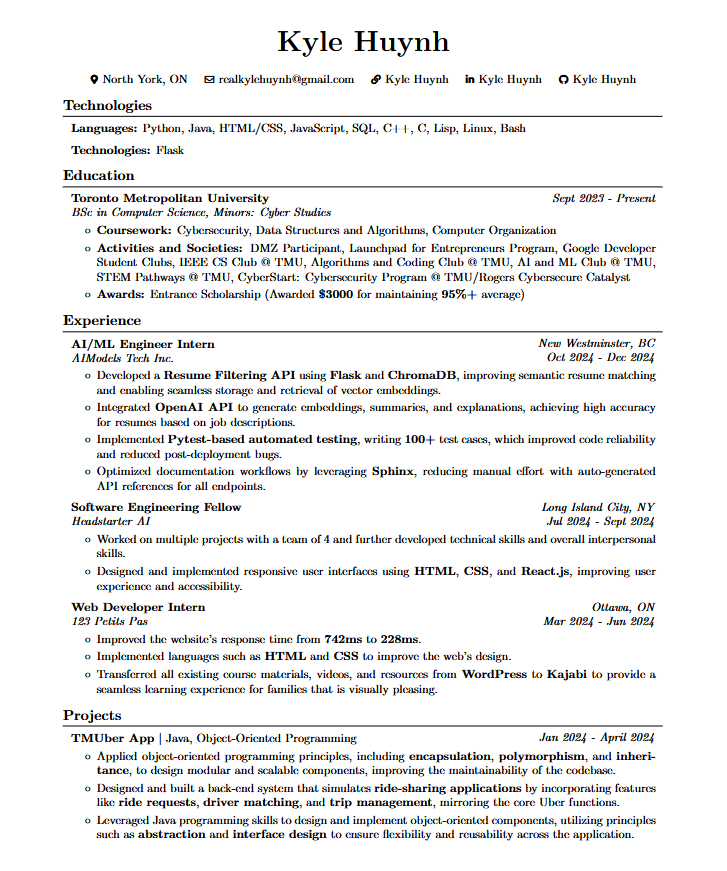 Kyle Huynh
North York, ON realkylehuynh@gmail.com Kyle Huynh Kyle Huynh Kyle Huynh
Technologies
Languages: Python, Java, HTML/CSS, JavaScript, SQL, C++, C, Lisp, Linux, Bash
Technologies: Flask
Education
Toronto Metropolitan University Sept 2023 - Present
BSc in Computer Science, Minors: Cyber Studies
Coursework: Cybersecurity, Data Structures and Algorithms, Computer Organization
Activities and Societies: DMZ Participant, Launchpad for Entrepreneurs Program, Google Developer
Student Clubs, IEEE CS Club @ TMU, Algorithms and Coding Club @ TMU, AI and ML Club @ TMU,
STEM Pathways @ TMU, CyberStart: Cybersecurity Program @ TMU/Rogers Cybersecure Catalyst
Awards: Entrance Scholarship (Awarded $3000 for maintaining 95%+ average)
Experience
AI/ML Engineer Intern New Westminster, BC
AIModels Tech Inc. Oct 2024 - Dec 2024
Developed a Resume Filtering API using Flask and ChromaDB, improving semantic resume matching
and enabling seamless storage and retrieval of vector embeddings.
Integrated OpenAI API to generate embeddings, summaries, and explanations, achieving high accuracy
for resumes based on job descriptions.
Implemented Pytest-based automated testing, writing 100+ test cases, which improved code reliability
and reduced post-deployment bugs.
Optimized documentation workflows by leveraging Sphinx, reducing manual effort with auto-generated
API references for all endpoints.
Software Engineering Fellow Long Island City, NY
Headstarter AI Jul 2024 - Sept 2024
Worked on multiple projects with a team of 4 and further developed technical skills and overall interpersonal
skills.
Designed and implemented responsive user interfaces using HTML, CSS, and React.js, improving user
experience and accessibility.
Web Developer Intern Ottawa, ON
123 Petits Pas Mar 2024 - Jun 2024
Improved the website's response time from 742ms to 228ms.
Implemented languages such as HTML and CSS to improve the web's design.
Transferred all existing course materials, videos, and resources from WordPress to Kajabi to provide a
seamless learning experience for families that is visually pleasing.
Projects
TMUber App | Java, Object-Oriented Programming Jan 2024 - April 2024
Applied object-oriented programming principles, including encapsulation, polymorphism, and inheri-
tance, to design modular and scalable components, improving the maintainability of the codebase.
Designed and built a back-end system that simulates ride-sharing applications by incorporating features
like ride requests, driver matching, and trip management, mirroring the core Uber functions.
Leveraged Java programming skills to design and implement object-oriented components, utilizing principles
such as abstraction and interface design to ensure flexibility and reusability across the application.